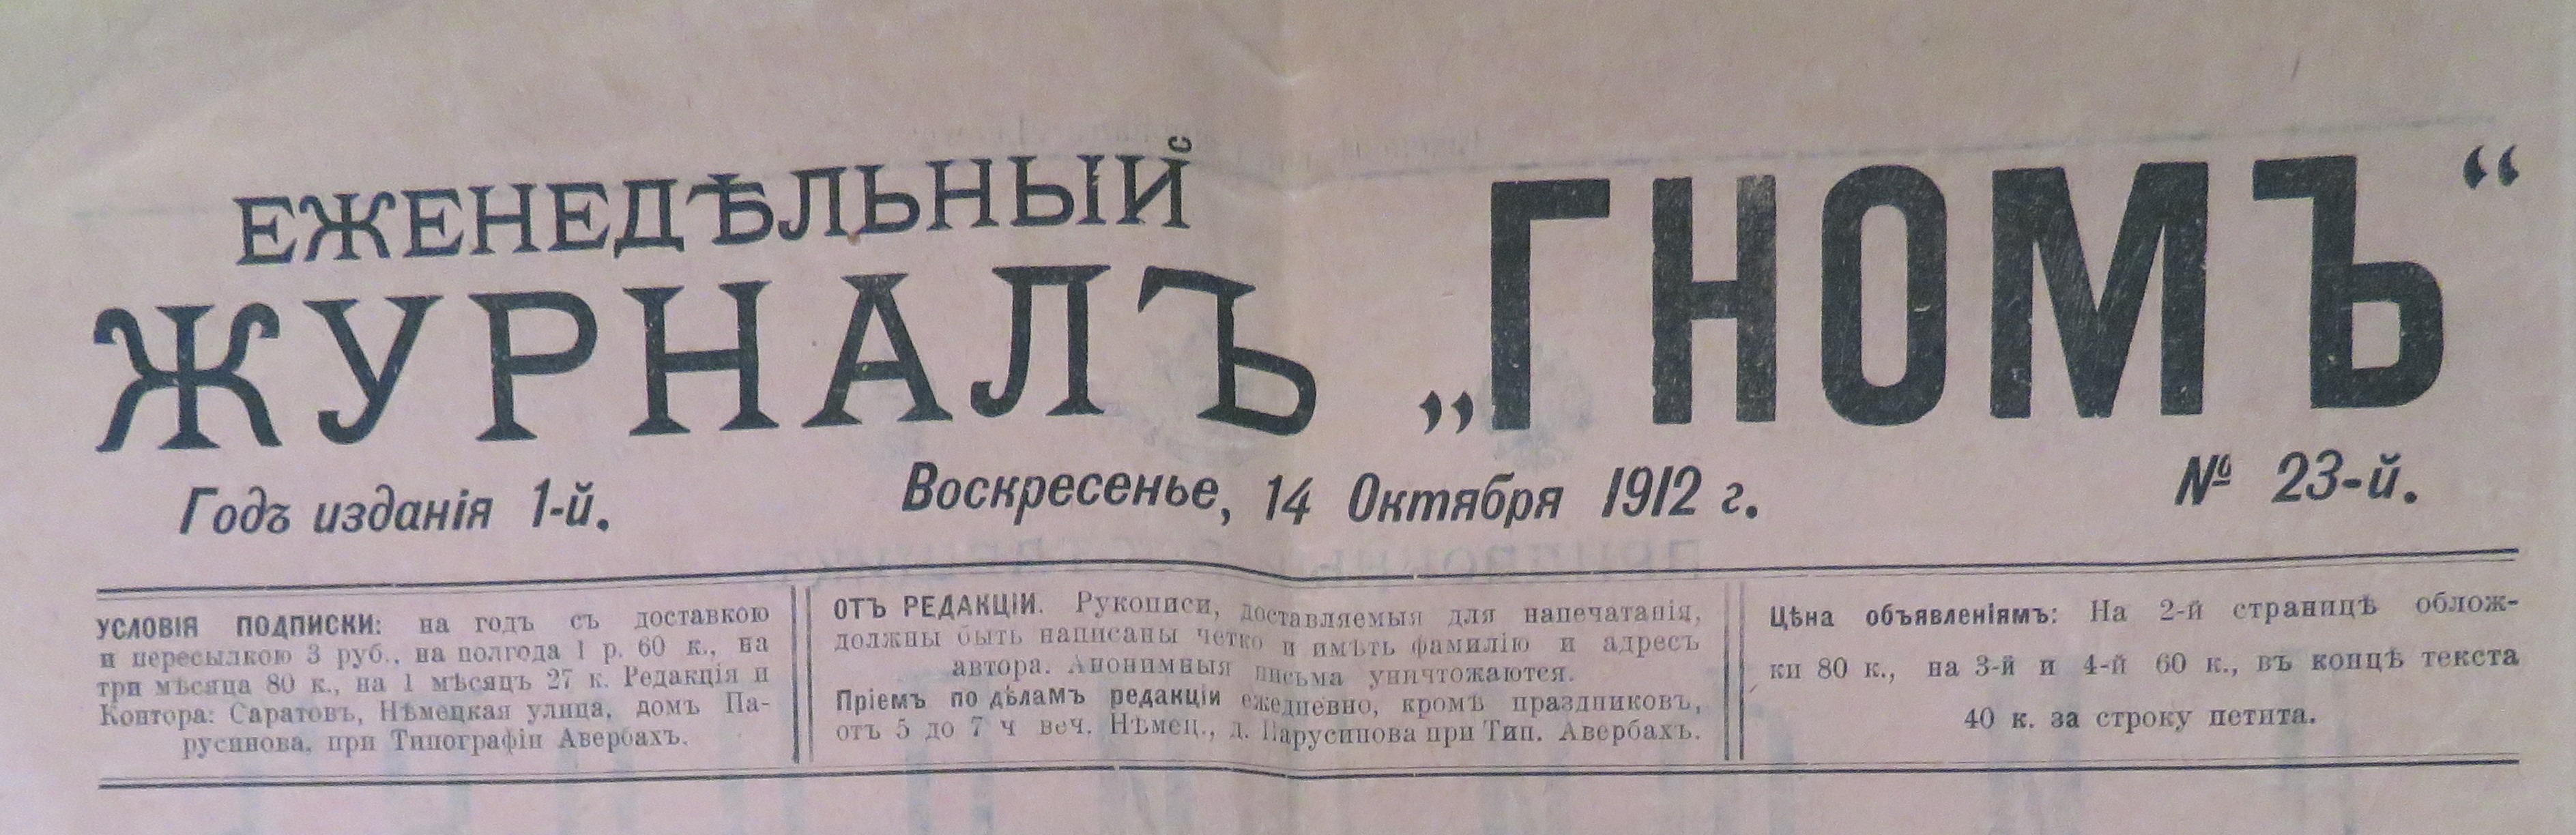 ЕЖЕНЕДѢЛЬНЫЙ
ЖУРНАЛЪ „ГНОМЪ“
Годъ изданія 1-й.
Воскресенье, 14 Октября 1912 г.
№ 23-й.
УСЛОВІЯ ПОДПИСКИ: на годъ съ доставкою
и пересылкою 3 руб., на полгода 1 р. 60 к., на
три мѣсяца 80 к., на 1 мѣсяцъ 27 к. Редакція и
Контора: Саратовъ, Нѣмецкая улица, домъ Па-
русинова, при Типографіи Авербахъ.
ОТЪ РЕДАКЦІИ. Рукописи, доставляемыя для напечатанія,
должны быть написаны четко и имѣть фамилію и адресъ
автора. Анонимныя письма уничтожаются.
Пріемъ по дѣламъ редакціи ежедневно, кромѣ праздниковъ,
отъ 5 до 7 ч веч. Нѣмец., д. Парусинова при Тип. Авербахъ.
Цѣна объявленіямъ: На 2-й страницѣ облож-
ки 80 к., на 3-й и 4-й 60 к., въ концѣ текста
40 к. за строку петита.